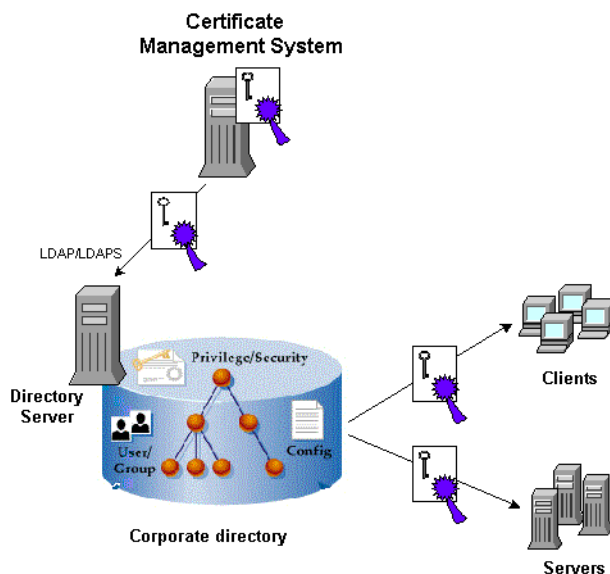 Certificate
Management System
LDAP/LDAPS
Directory
Server
Privilege/Security
User/
Group
Config
Corporate directory
Clients
Servers